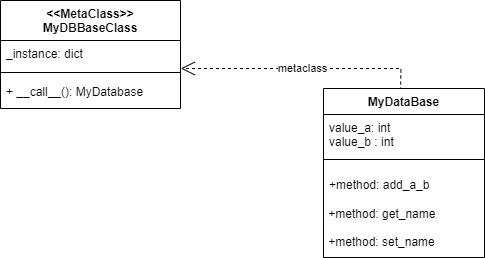 <<MetaClass>>
MyDBBaseClass
_instance: dict
+ __call__(): MyDatabase
metaclass
MyDataBase
value_a: int
value_b : int
+method: add_a_b
+method: get_name
+method: set_name